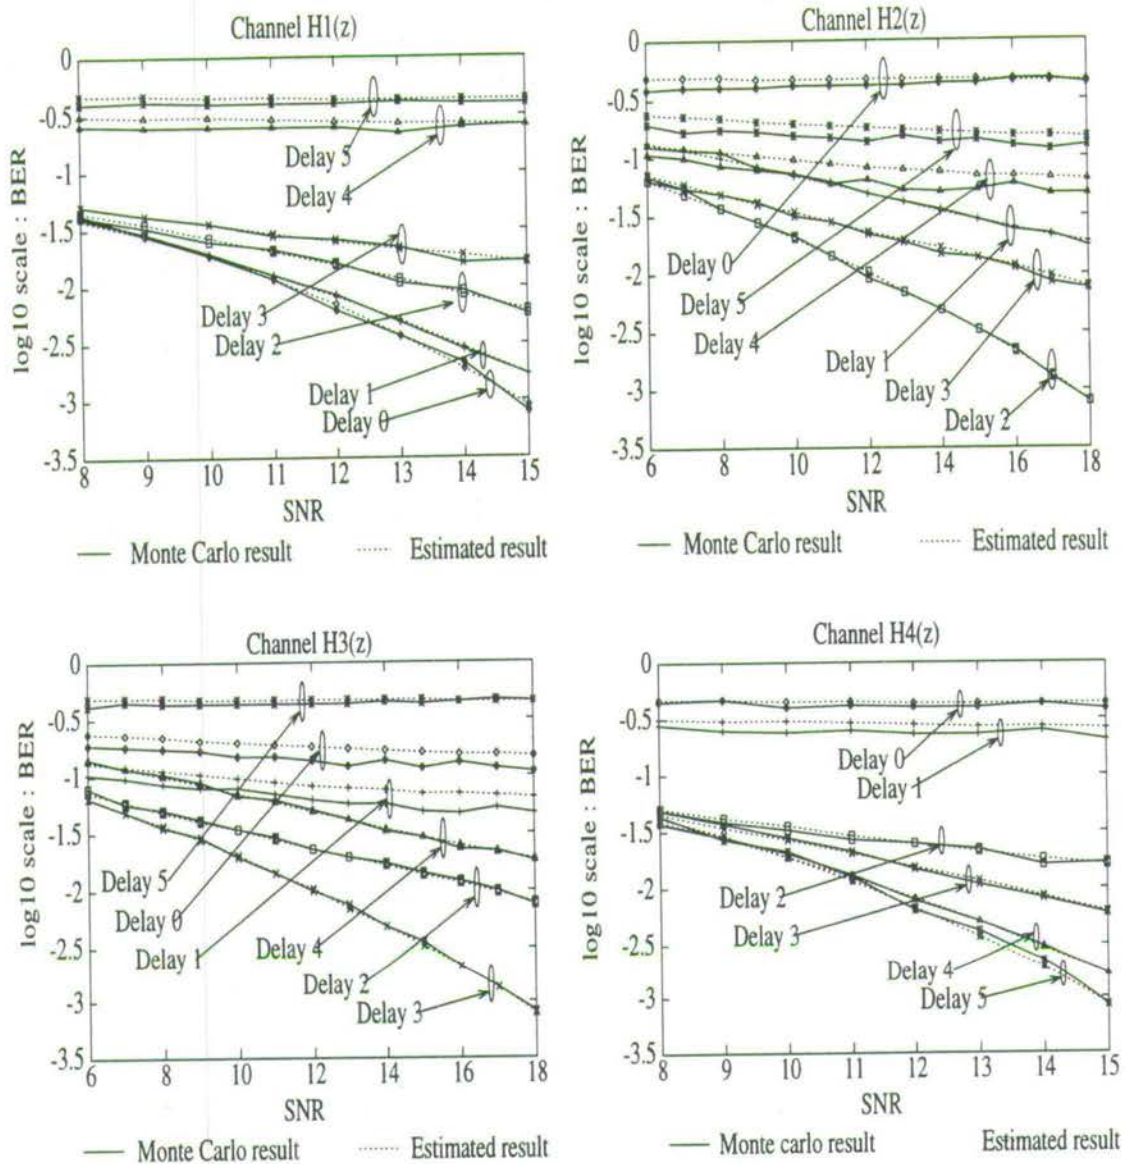 Channel H1(z)
log10 scale : BER
0
-0.5
-1
-1.5
-2
-2.5
-3
-3.5
Delay 5
Delay 4
Delay 3
Delay 2
Delay 1
Delay 0
8 9 10 11 12 13 14 15
SNR
Monte Carlo result Estimated result
Channel H2(z)
log10 scale : BER
0
-0.5
-1
-1.5
-2
-2.5
-3
-3.5
Delay 0
Delay 5
Delay 4
Delay 1
Delay 3
Delay 2
6 8 10 11 12 14 16 18
SNR
Monte Carlo result Estimated result
Channel H3(z)
log10 scale : BER
0
-0.5
-1
-1.5
-2
-2.5
-3
-3.5
Delay 5
Delay 0
Delay 1
Delay 4
Delay 2
Delay 3
6 8 10 12 14 16 18
SNR
Monte Carlo result Estimated result
Channel H4(z)
log10 scale : BER
0
-0.5
-1
-1.5
-2
-2.5
-3
-3.5
Delay 0
Delay 1
Delay 2
Delay 3
Delay 4
Delay 5
8 9 10 11 12 13 14 15
SNR
Monte carlo result Estimated result